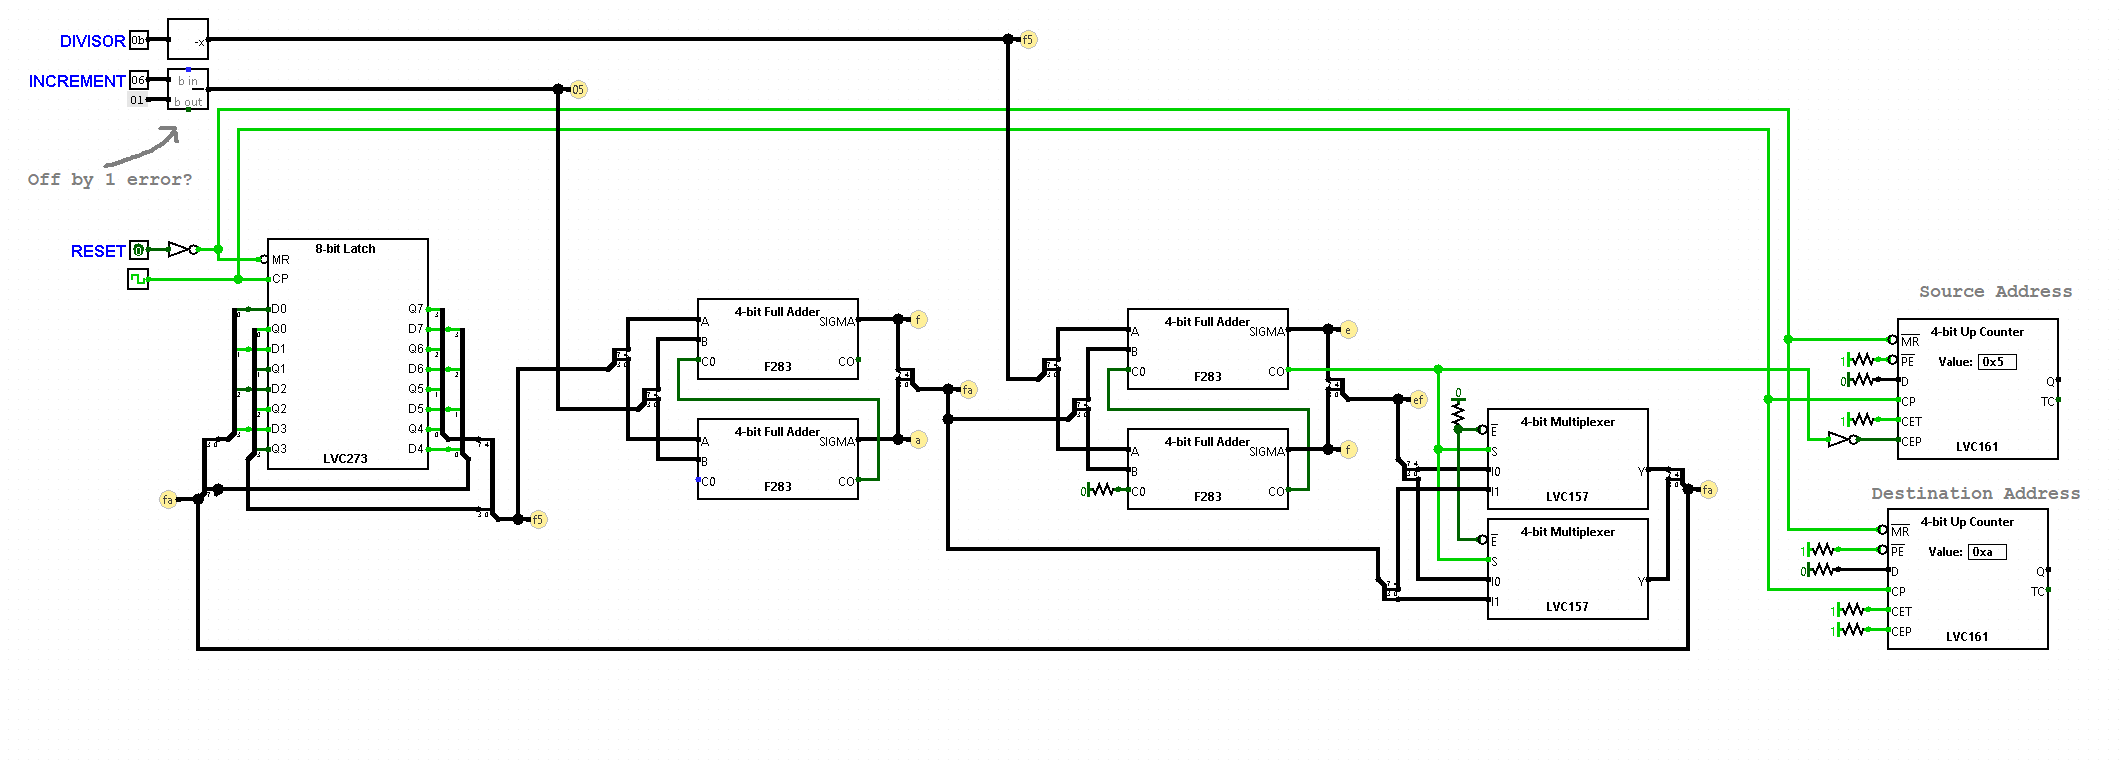 DIVISOR 0b -x f5
INCREMENT 06 b in 05
01 b out
Off by 1 error?
RESET 0
8-bit Latch
MR
CP
D0 Q7
Q0 D7
D1 Q6
Q1 D6
D2 Q5
Q2 D5
D3 Q4
Q3 D4
LVC273
fa
f5
4-bit Full Adder
A SIGMA f
B
C0 CO
F283
4-bit Full Adder
A SIGMA a
B
C0 CO
F283
fa
4-bit Full Adder
A SIGMA e
B
C0 CO
F283
4-bit Full Adder
A SIGMA f
B
0 C0 CO
F283
ef
0
4-bit Multiplexer
E
S
I0 Y
I1
LVC157
4-bit Multiplexer
E
S
I0 Y
I1
LVC157
fa
Source Address
4-bit Up Counter
MR
1 PE Value: 0x5
0 D Q
CP TC
1 CET
CEP
LVC161
Destination Address
4-bit Up Counter
MR
1 PE Value: 0xa
0 D Q
CP TC
1 CET
1 CEP
LVC161